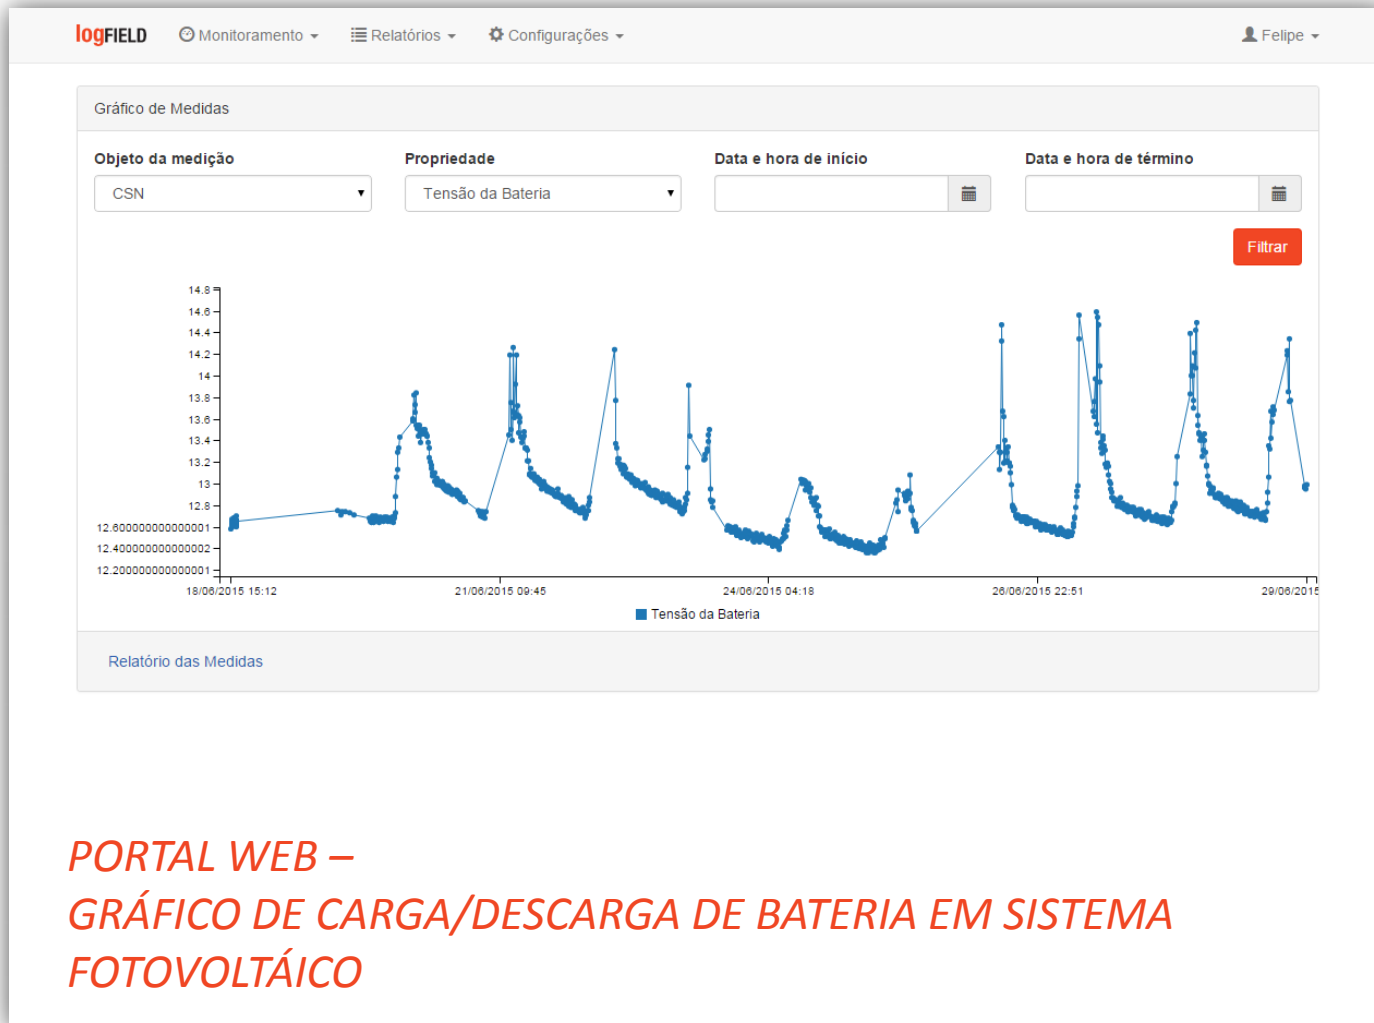 logFIELD Monitoramento Relatórios Configurações Felipe
Gráfico de Medidas
Objeto da medição Propriedade Data e hora de início Data e hora de término
CSN Tensão da Bateria
Filtrar
14.8
14.6
14.4
14.2
14
13.8
13.6
13.4
13.2
13
12.8
12.600000000000001
12.400000000000002
12.200000000000001
18/06/2015 15:12 21/06/2015 09:45 24/06/2015 04:18 26/06/2015 22:51 29/06/2015
Tensão da Bateria
Relatório das Medidas
PORTAL WEB –
GRÁFICO DE CARGA/DESCARGA DE BATERIA EM SISTEMA
FOTOVOLTÁICO